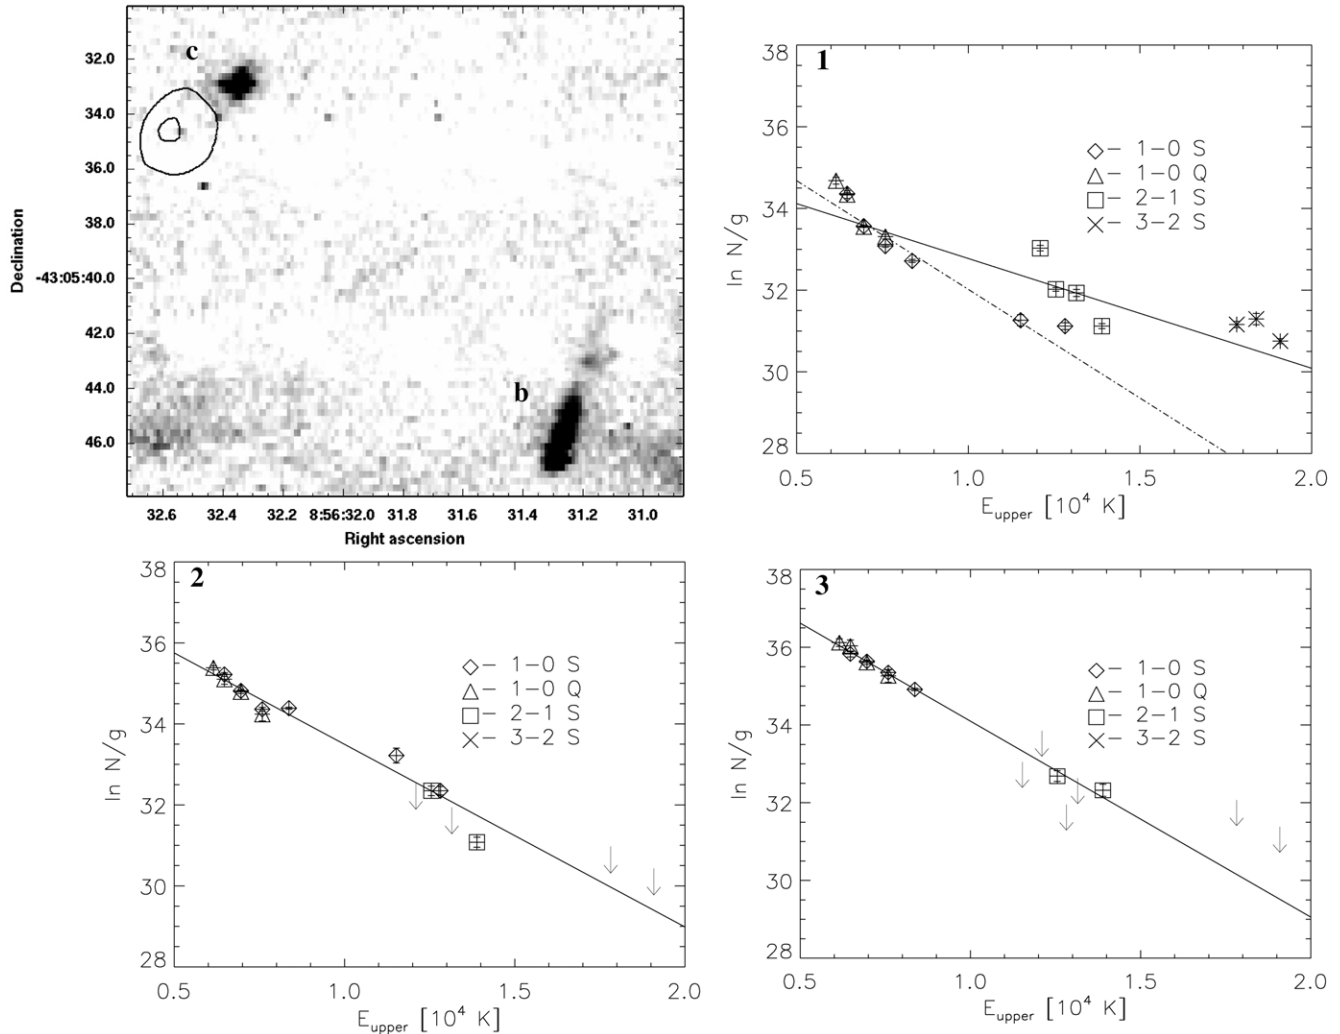 c
b
32.0
34.0
36.0
38.0
-43:05:40.0
42.0
44.0
46.0
Declination
32.6 32.4 32.2 8:56:32.0 31.8 31.6 31.4 31.2 31.0
Right ascension
1
38
36
34
32
30
28
ln N/g
– 1–0 S
– 1–0 Q
– 2–1 S
– 3–2 S
0.5 1.0 1.5 2.0
E_upper [10^4 K]
2
38
36
34
32
30
28
ln N/g
– 1–0 S
– 1–0 Q
– 2–1 S
– 3–2 S
0.5 1.0 1.5 2.0
E_upper [10^4 K]
3
38
36
34
32
30
28
ln N/g
– 1–0 S
– 1–0 Q
– 2–1 S
– 3–2 S
0.5 1.0 1.5 2.0
E_upper [10^4 K]